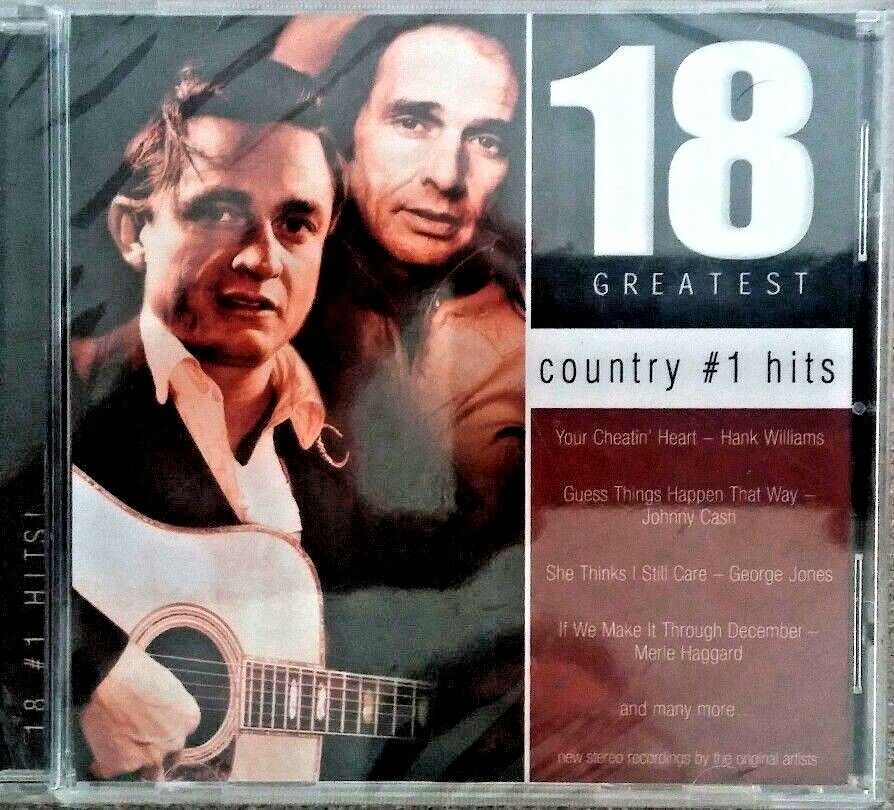 18
GREATEST
country #1 hits
Your Cheatin' Heart – Hank Williams
Guess Things Happen That Way –
Johnny Cash
She Thinks I Still Care – George Jones
If We Make It Through December –
Merle Haggard
and many more...
new stereo recordings by the original artists
18 #1 HITS!